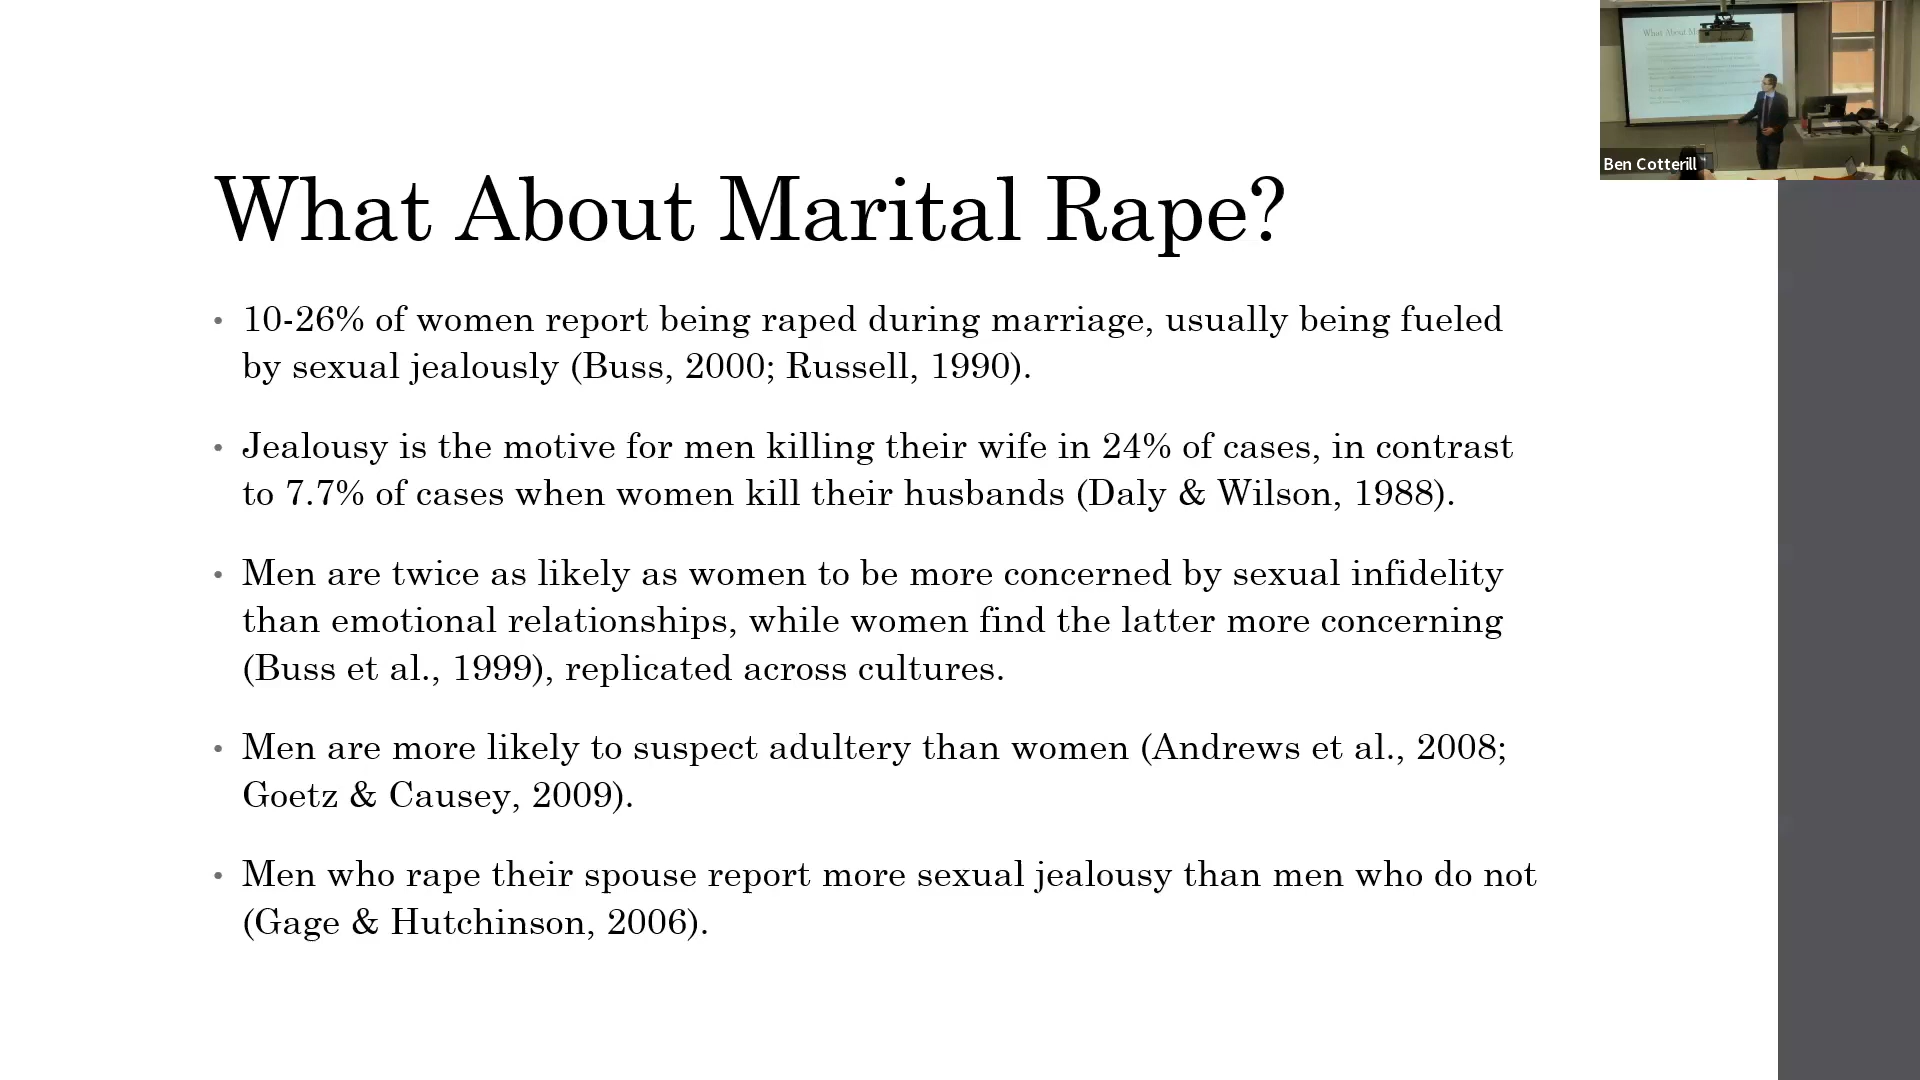 What About Marital Rape?
• 10-26% of women report being raped during marriage, usually being fueled
by sexual jealously (Buss, 2000; Russell, 1990).
• Jealousy is the motive for men killing their wife in 24% of cases, in contrast
to 7.7% of cases when women kill their husbands (Daly & Wilson, 1988).
• Men are twice as likely as women to be more concerned by sexual infidelity
than emotional relationships, while women find the latter more concerning
(Buss et al., 1999), replicated across cultures.
• Men are more likely to suspect adultery than women (Andrews et al., 2008;
Goetz & Causey, 2009).
• Men who rape their spouse report more sexual jealousy than men who do not
(Gage & Hutchinson, 2006).
What About M
Ben Cotterill